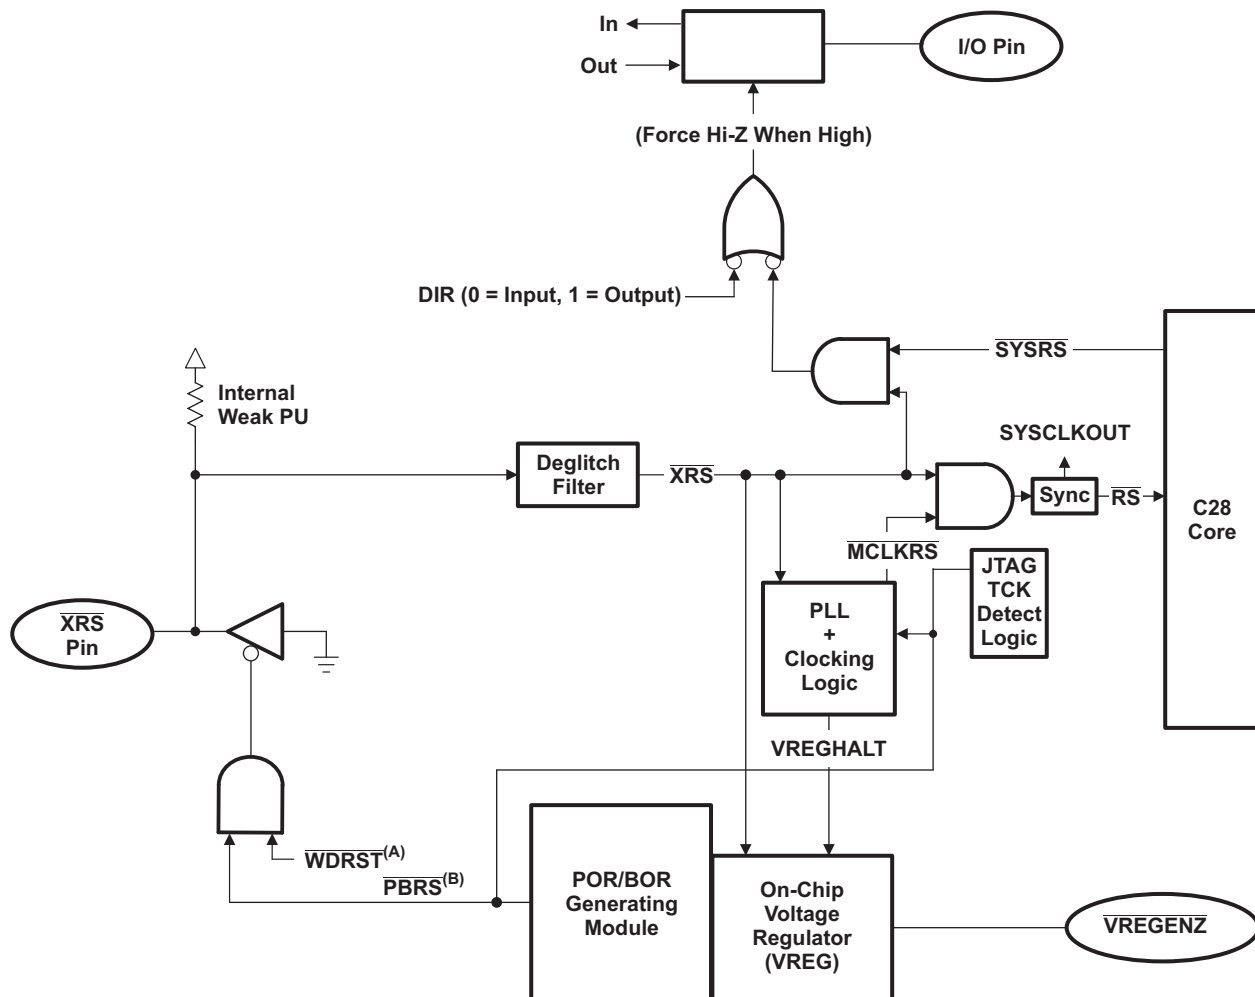 In
Out
I/O Pin
(Force Hi-Z When High)
DIR (0 = Input, 1 = Output)
SYSRS
Internal
Weak PU
SYSCLKOUT
Deglitch
Filter
XRS
Sync
RS
C28
Core
MCLKRS
JTAG
TCK
Detect
Logic
PLL
+
Clocking
Logic
XRS
Pin
VREGHALT
WDRST(A)
PBRS(B)
POR/BOR
Generating
Module
On-Chip
Voltage
Regulator
(VREG)
VREGENZ